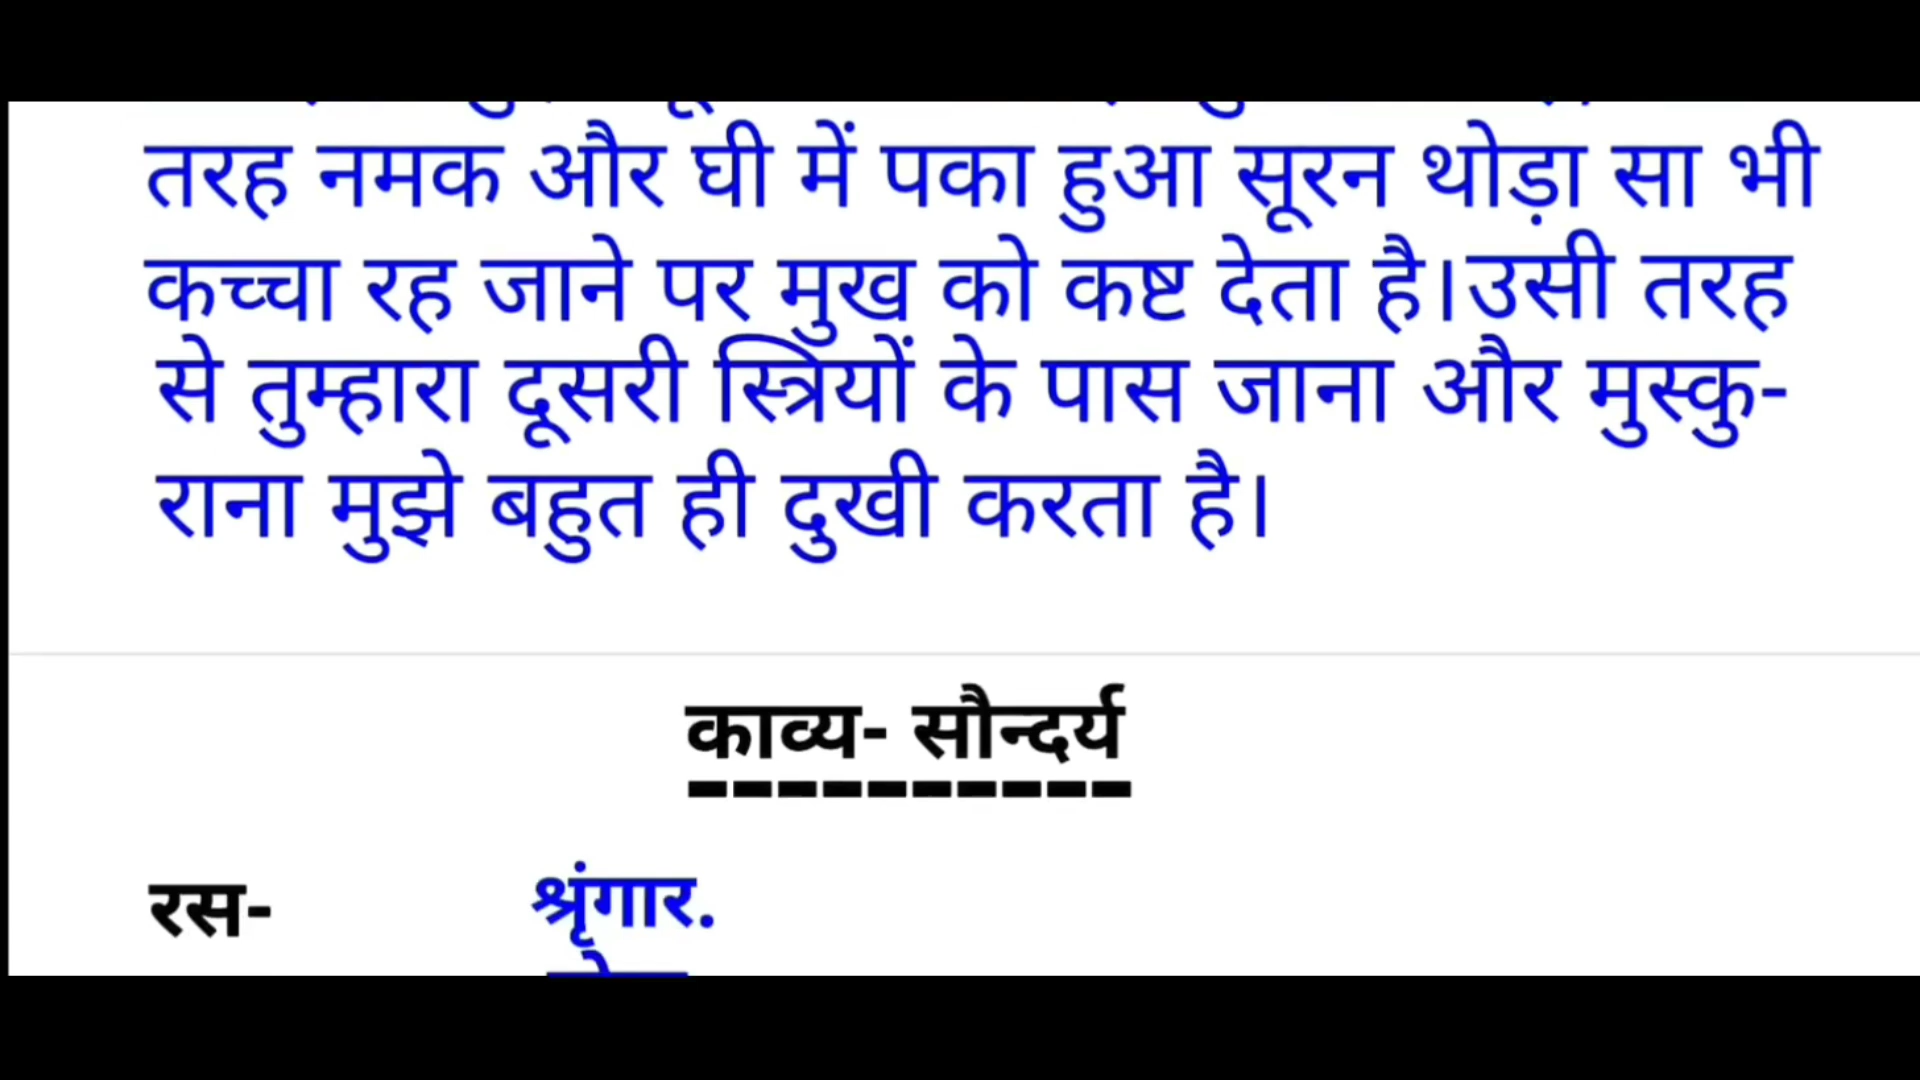 तरह नमक और घी में पका हुआ सूरन थोड़ा सा भी
कच्चा रह जाने पर मुख को कष्ट देता है।उसी तरह
से तुम्हारा दूसरी स्त्रियों के पास जाना और मुस्कु-
राना मुझे बहुत ही दुखी करता है।
काव्य- सौन्दर्य
----------
रस- श्रृंगार.